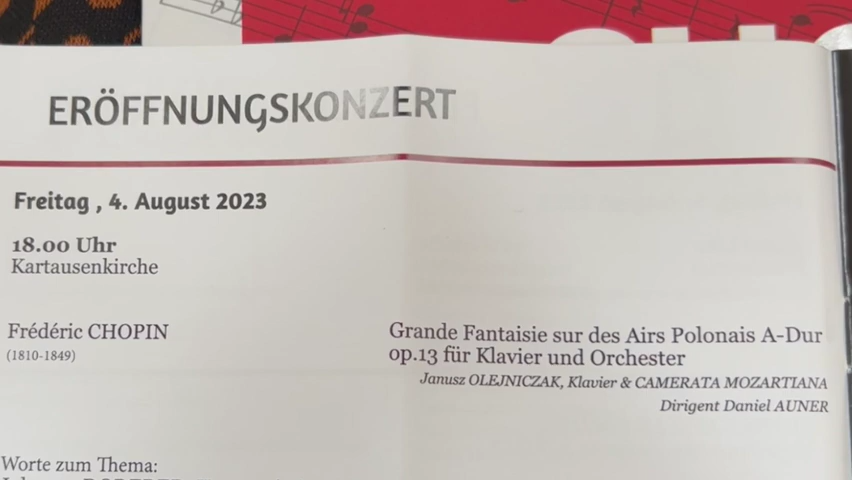 ERÖFFNUNGSKONZERT
Freitag , 4. August 2023
18.00 Uhr
Kartausenkirche
Frédéric CHOPIN
(1810-1849)
Grande Fantaisie sur des Airs Polonais A-Dur
op.13 für Klavier und Orchester
Janusz OLEJNICZAK, Klavier & CAMERATA MOZARTIANA
Dirigent Daniel AUNER
Worte zum Thema: